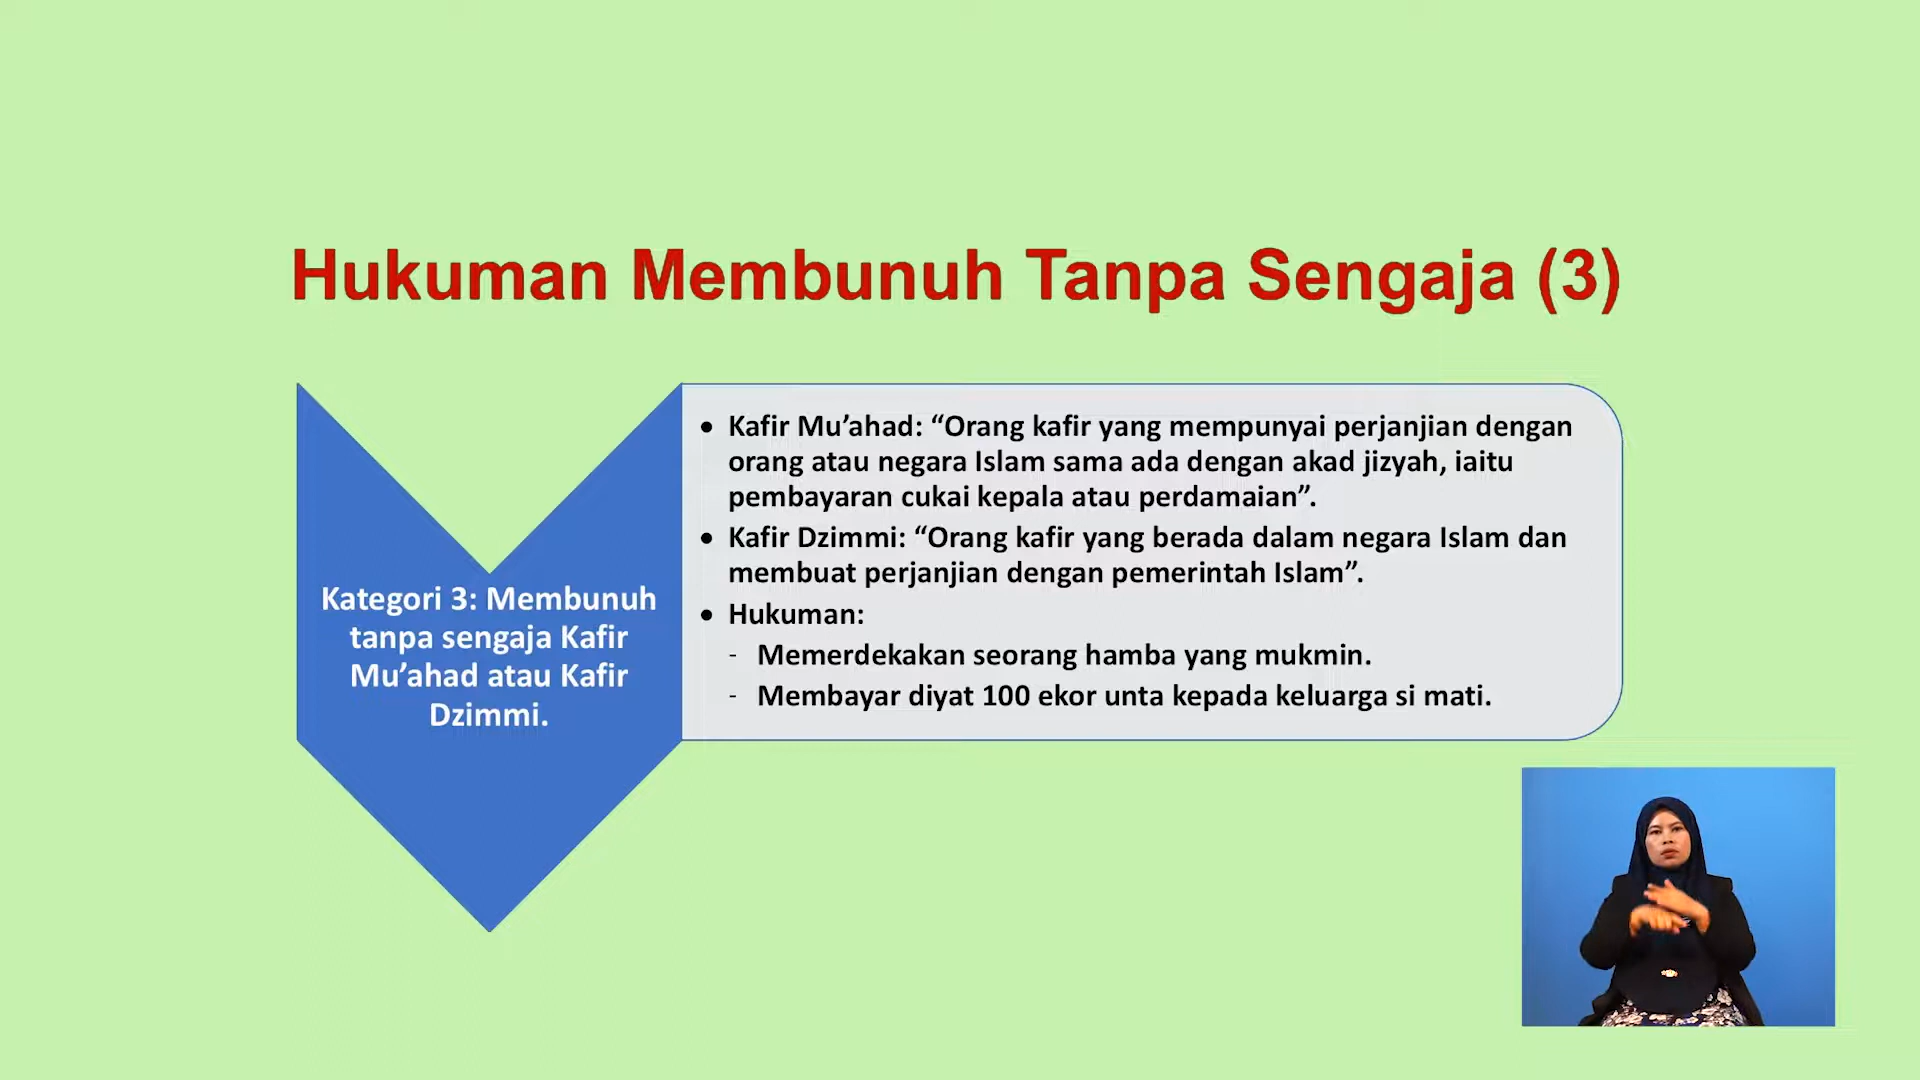 Hukuman Membunuh Tanpa Sengaja (3)
Kategori 3: Membunuh
tanpa sengaja Kafir
Mu’ahad atau Kafir
Dzimmi.
• Kafir Mu’ahad: “Orang kafir yang mempunyai perjanjian dengan
orang atau negara Islam sama ada dengan akad jizyah, iaitu
pembayaran cukai kepala atau perdamaian”.
• Kafir Dzimmi: “Orang kafir yang berada dalam negara Islam dan
membuat perjanjian dengan pemerintah Islam”.
• Hukuman:
- Memerdekakan seorang hamba yang mukmin.
- Membayar diyat 100 ekor unta kepada keluarga si mati.